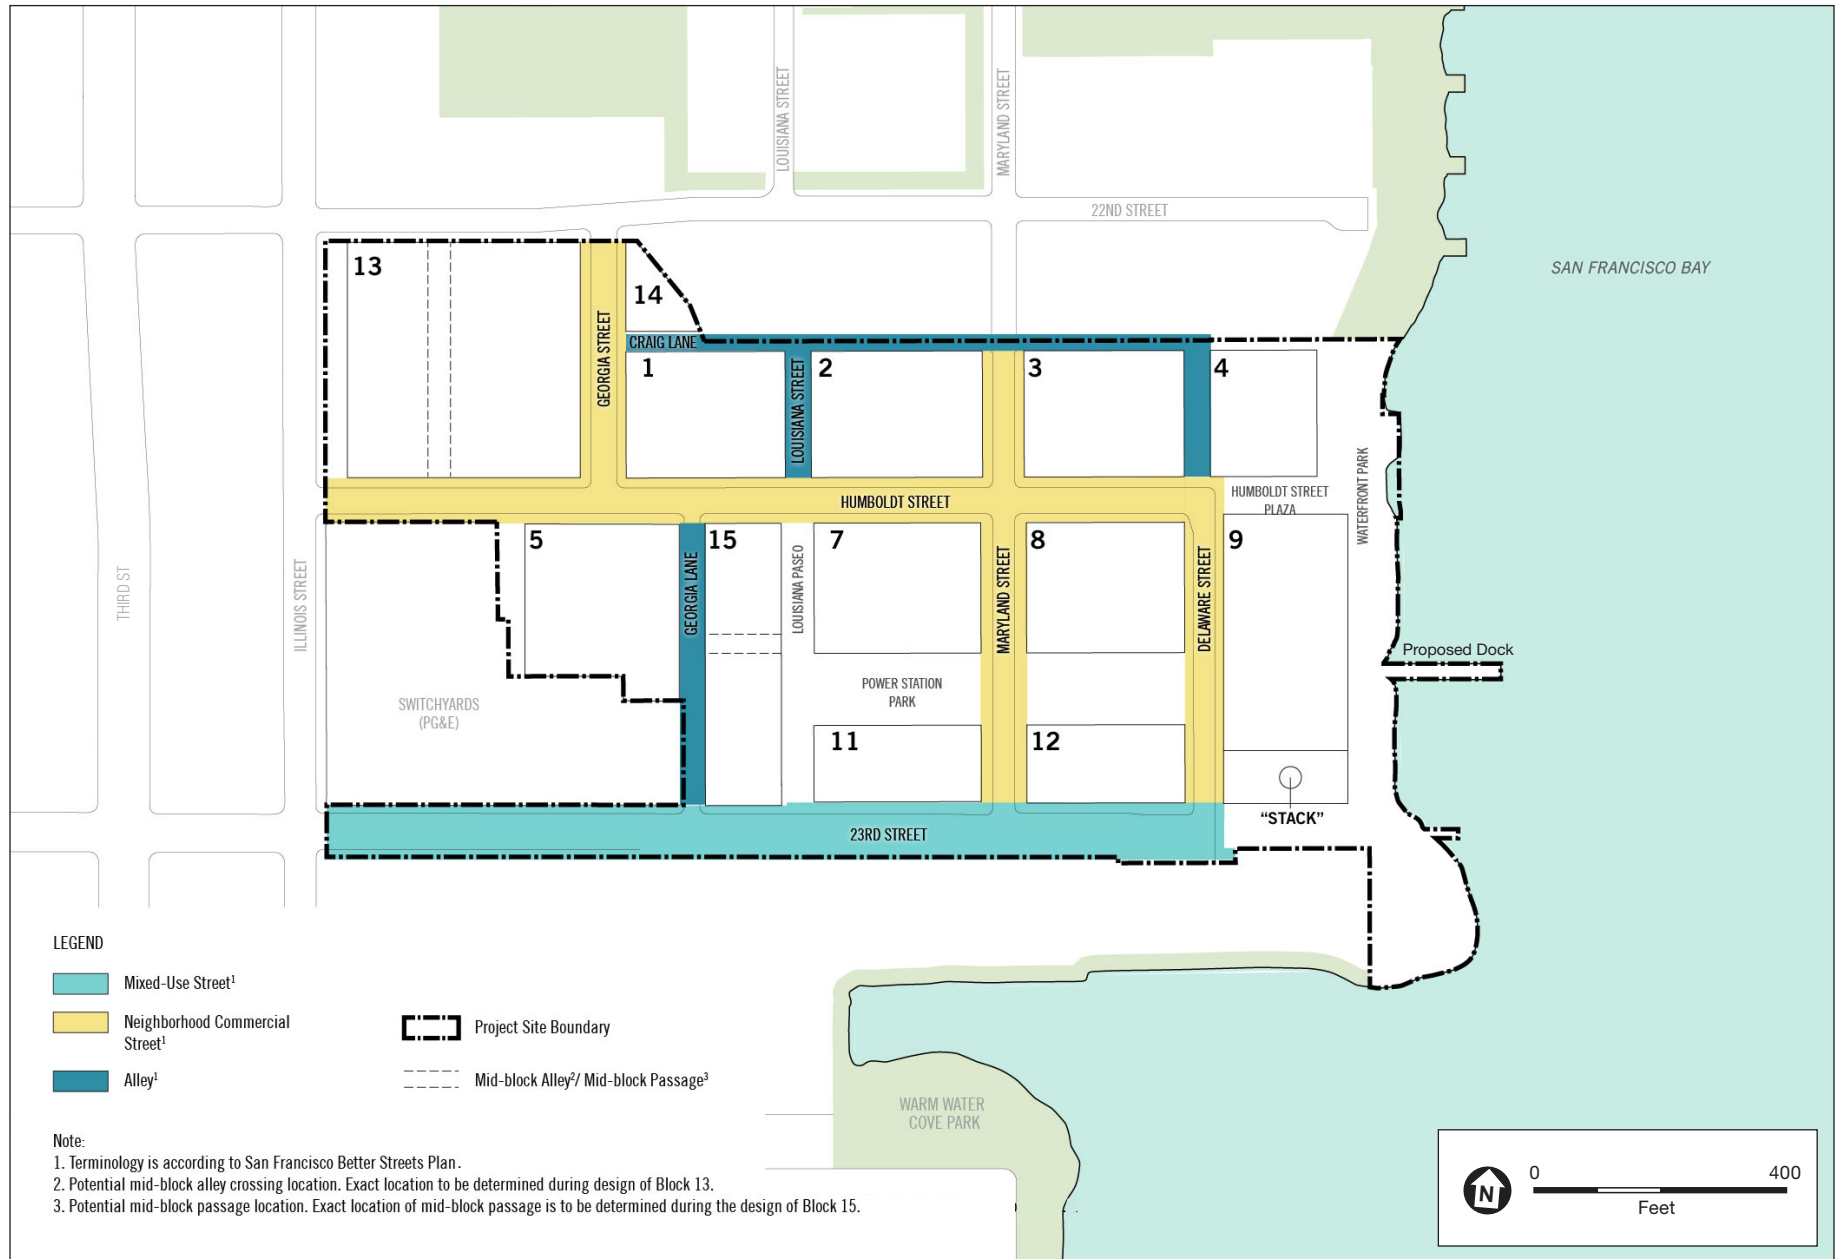 LOUISIANA STREET
MARYLAND STREET
22ND STREET
SAN FRANCISCO BAY
13
14
GEORGIA STREET
CRAIG LANE
1
LOUISIANA STREET
2
3
4
HUMBOLDT STREET
HUMBOLDT STREET
PLAZA
WATERFRONT PARK
THIRD ST
ILLINOIS STREET
5
GEORGIA LANE
15
LOUISIANA PASEO
7
MARYLAND STREET
8
DELAWARE STREET
9
Proposed Dock
SWITCHYARDS
(PG&E)
POWER STATION
PARK
11
12
"STACK"
23RD STREET
LEGEND
Mixed-Use Street¹
Neighborhood Commercial
Street¹
Alley¹
Project Site Boundary
Mid-block Alley²/ Mid-block Passage³
WARM WATER
COVE PARK
Note:
1. Terminology is according to San Francisco Better Streets Plan.
2. Potential mid-block alley crossing location. Exact location to be determined during design of Block 13.
3. Potential mid-block passage location. Exact location of mid-block passage is to be determined during the design of Block 15.
N
0 400
Feet